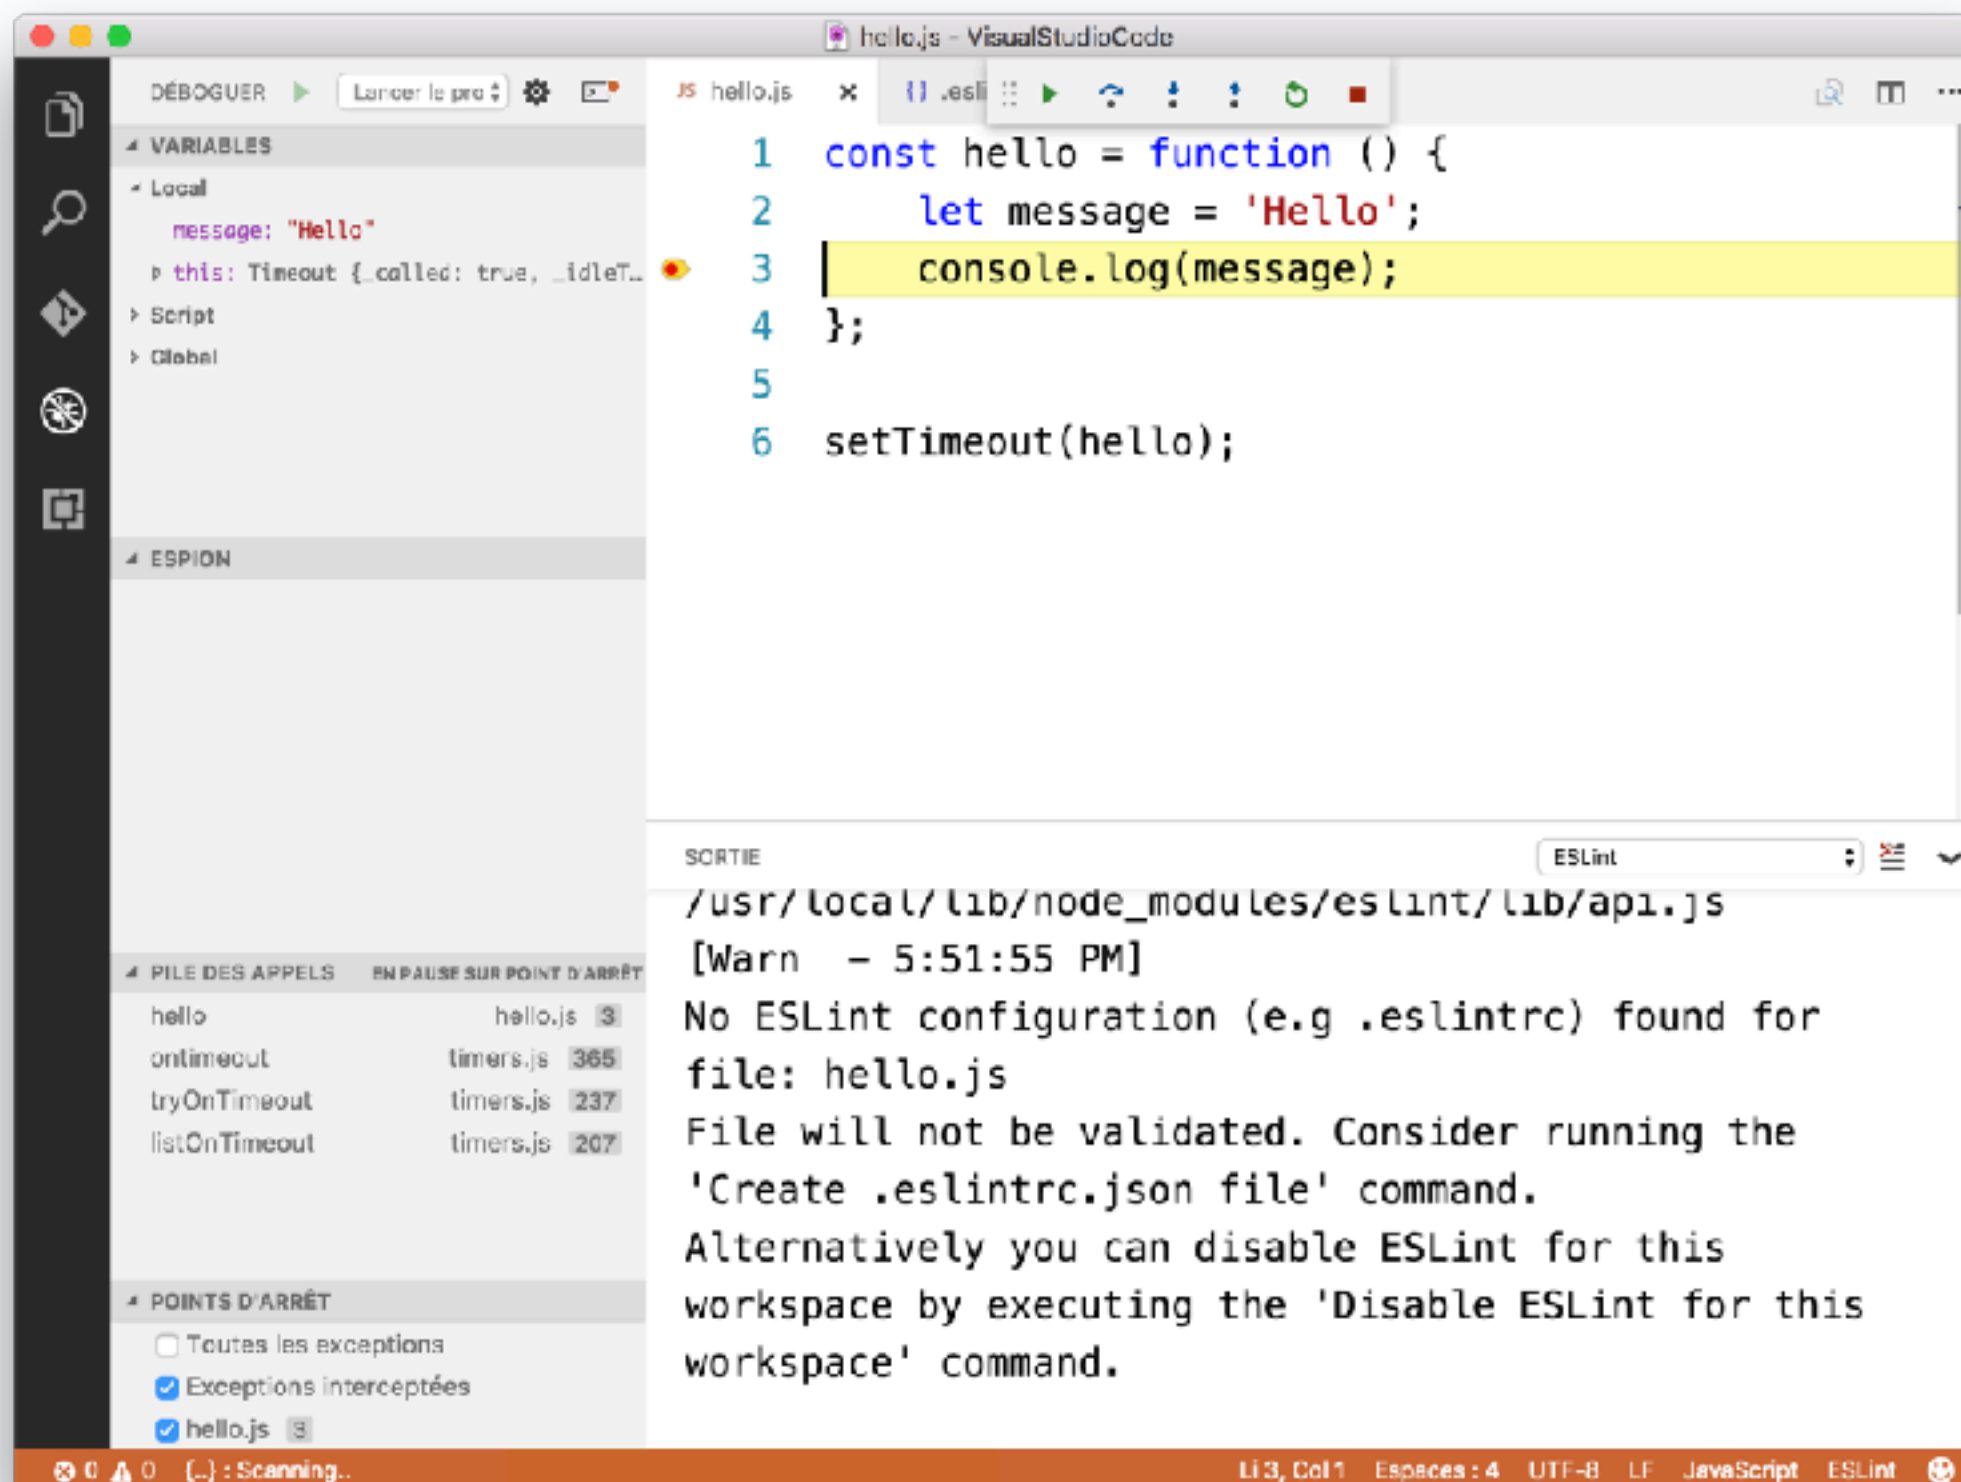 hello.js - VisualStudioCode
DÉBOGUER
Lancer le pro
JS hello.js
{} .esli
VARIABLES
Local
message: "Hello"
this: Timeout {_called: true, _idleT…
Script
Global
ESPION
PILE DES APPELS EN PAUSE SUR POINT D'ARRÊT
hello hello.js 3
ontimeout timers.js 365
tryOnTimeout timers.js 237
listOnTimeout timers.js 207
POINTS D'ARRÊT
Toutes les exceptions
Exceptions interceptées
hello.js 3
1 const hello = function () {
2 let message = 'Hello';
3 console.log(message);
4 };
5
6 setTimeout(hello);
SORTIE
ESLint
/usr/local/lib/node_modules/eslint/lib/api.js
[Warn  - 5:51:55 PM]
No ESLint configuration (e.g .eslintrc) found for
file: hello.js
File will not be validated. Consider running the
'Create .eslintrc.json file' command.
Alternatively you can disable ESLint for this
workspace by executing the 'Disable ESLint for this
workspace' command.
0 0 {..} : Scanning..
Li 3, Col 1 Espaces : 4 UTF-8 LF JavaScript ESLint